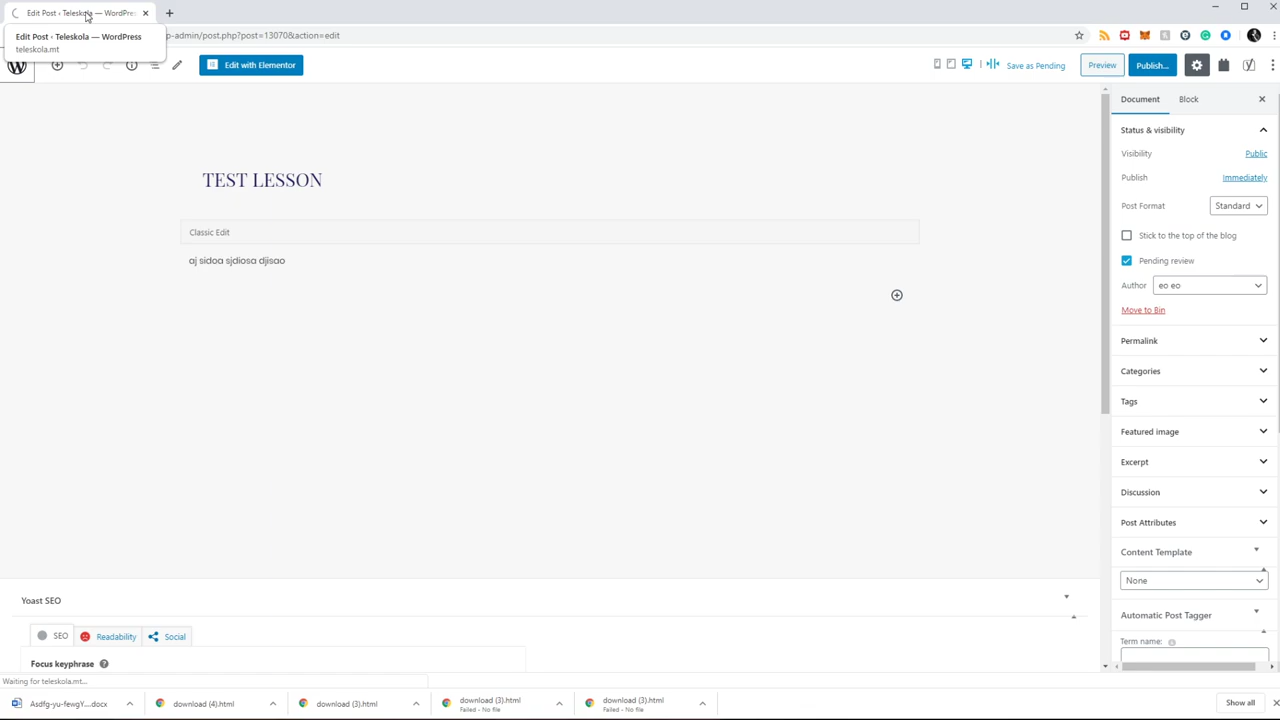 Edit Post ‹ Teleskola — WordPre
Edit Post ‹ Teleskola — WordPress
teleskola.mt
p-admin/post.php?post=13070&action=edit
Edit with Elementor
Save as Pending
Preview
Publish...
Document
Block
Status & visibility
Visibility
Public
Publish
Immediately
Post Format
Standard
Stick to the top of the blog
Pending review
Author
eo eo
Move to Bin
Permalink
Categories
Tags
Featured image
Excerpt
Discussion
Post Attributes
Content Template
None
Automatic Post Tagger
Term name:
TEST LESSON
Classic Edit
aj sidoa sjdiosa djisao
Yoast SEO
SEO
Readability
Social
Focus keyphrase
Waiting for teleskola.mt...
Asdfg-yu-fewgY....docx
download (4).html
download (3).html
download (3).html
Failed - No file
download (3).html
Failed - No file
Show all